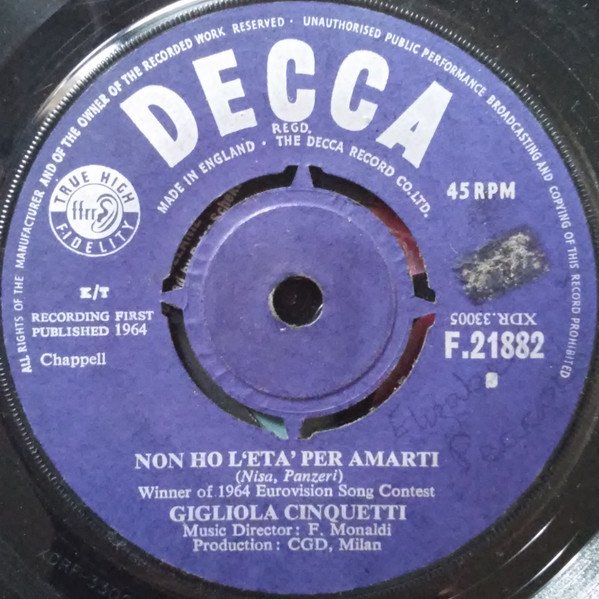 ALL RIGHTS OF THE MANUFACTURER AND OF THE OWNER OF THE RECORDED WORK RESERVED · UNAUTHORISED PUBLIC PERFORMANCE BROADCASTING AND COPYING OF THIS RECORD PROHIBITED
DECCA
REGD.
MADE IN ENGLAND · THE DECCA RECORD CO. LTD.
TRUE HIGH
ffrr
FIDELITY
45 RPM
K/T
RECORDING FIRST
PUBLISHED 1964
Chappell
XDR.33005
F.21882
NON HO L'ETA' PER AMARTI
(Nisa, Panzeri)
Winner of 1964 Eurovision Song Contest
GIGLIOLA CINQUETTI
Music Director: F. Monaldi
Production: CGD, Milan